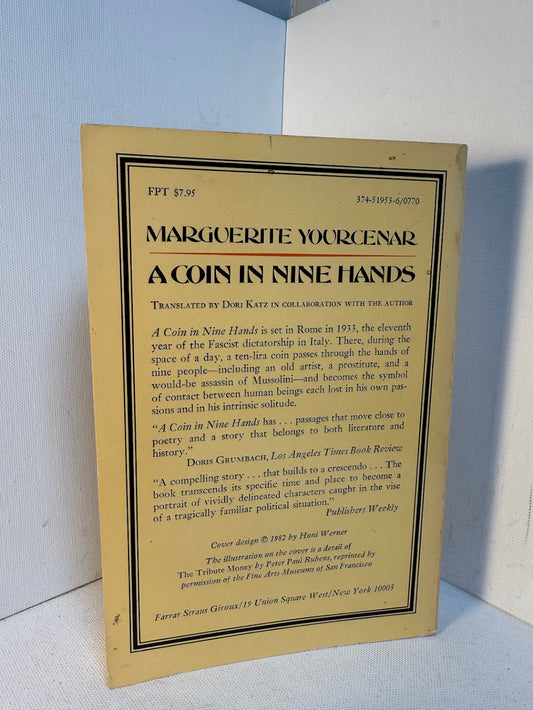 FPT $7.95
374-51953-6/0770
MARGUERITE YOURCENAR
A COIN IN NINE HANDS
TRANSLATED BY DORI KATZ IN COLLABORATION WITH THE AUTHOR
A Coin in Nine Hands is set in Rome in 1933, the eleventh
year of the Fascist dictatorship in Italy. There, during the
space of a day, a ten-lira coin passes through the hands of
nine people—including an old artist, a prostitute, and a
would-be assassin of Mussolini—and becomes the symbol
of contact between human beings each lost in his own pas-
sions and in his intrinsic solitude.
"A Coin in Nine Hands has . . . passages that move close to
poetry and a story that belongs to both literature and
history."
DORIS GRUMBACH, Los Angeles Times Book Review
"A compelling story . . . that builds to a crescendo . . . The
book transcends its specific time and place to become a
portrait of vividly delineated characters caught in the vise
of a tragically familiar political situation."
Publishers Weekly
Cover design © 1982 by Honi Werner
The illustration on the cover is a detail of
The Tribute Money by Peter Paul Rubens, reprinted by
permission of the Fine Arts Museums of San Francisco
Farrar Straus Giroux/19 Union Square West/New York 10003